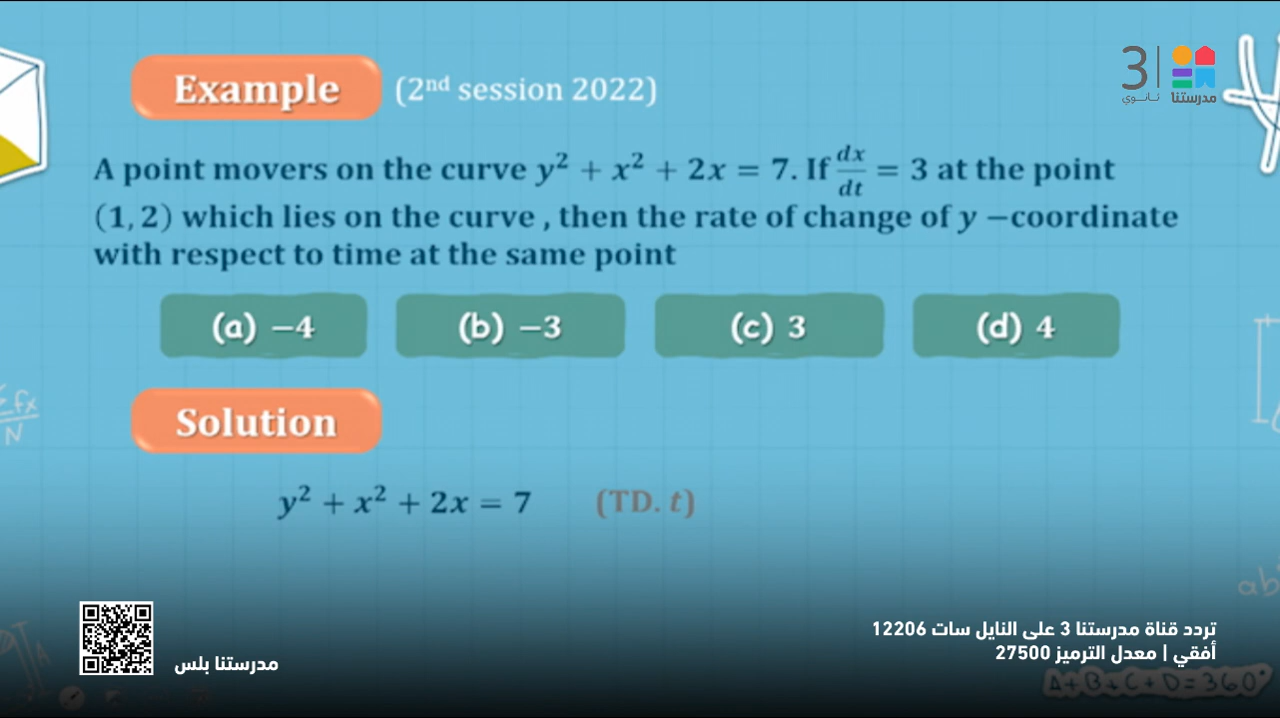 Example (2nd session 2022)
3 ثانوي مدرستنا
A point movers on the curve y² + x² + 2x = 7. If dx/dt = 3 at the point
(1, 2) which lies on the curve , then the rate of change of y −coordinate
with respect to time at the same point
(a) −4 (b) −3 (c) 3 (d) 4
Σfx
N
Solution
y² + x² + 2x = 7 (TD. t)
تردد قناة مدرستنا 3 على النايل سات 12206
أفقي | معدل الترميز 27500
مدرستنا بلس
A+B+C+D=360°